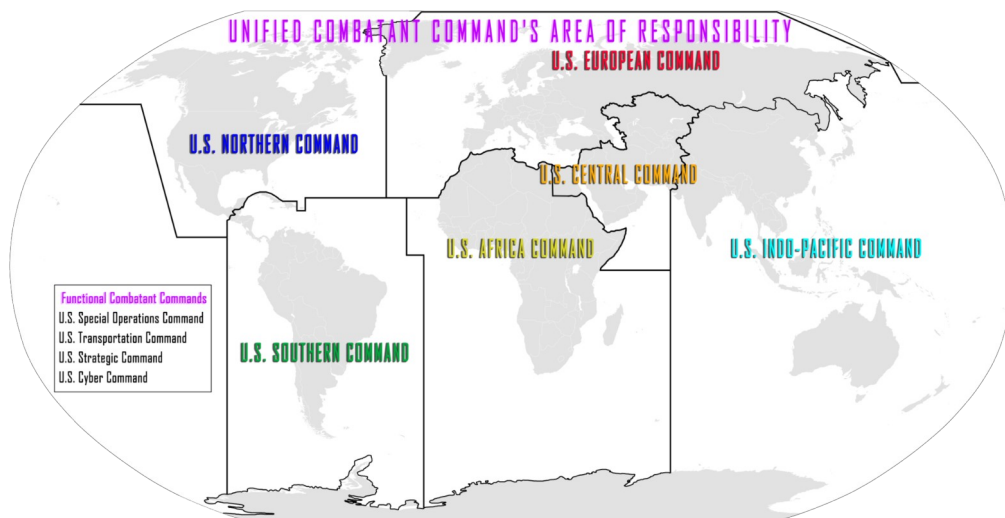 UNIFIED COMBATANT COMMAND'S AREA OF RESPONSIBILITY
U.S. EUROPEAN COMMAND
U.S. NORTHERN COMMAND
U.S. CENTRAL COMMAND
U.S. AFRICA COMMAND
U.S. INDO-PACIFIC COMMAND
Functional Combatant Commands
U.S. Special Operations Command
U.S. Transportation Command
U.S. Strategic Command
U.S. Cyber Command
U.S. SOUTHERN COMMAND